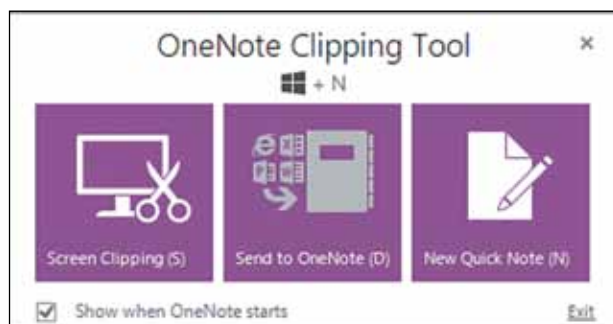 OneNote Clipping Tool
+ N
Screen Clipping (S)
Send to OneNote (D)
New Quick Note (N)
Show when OneNote starts
Exit